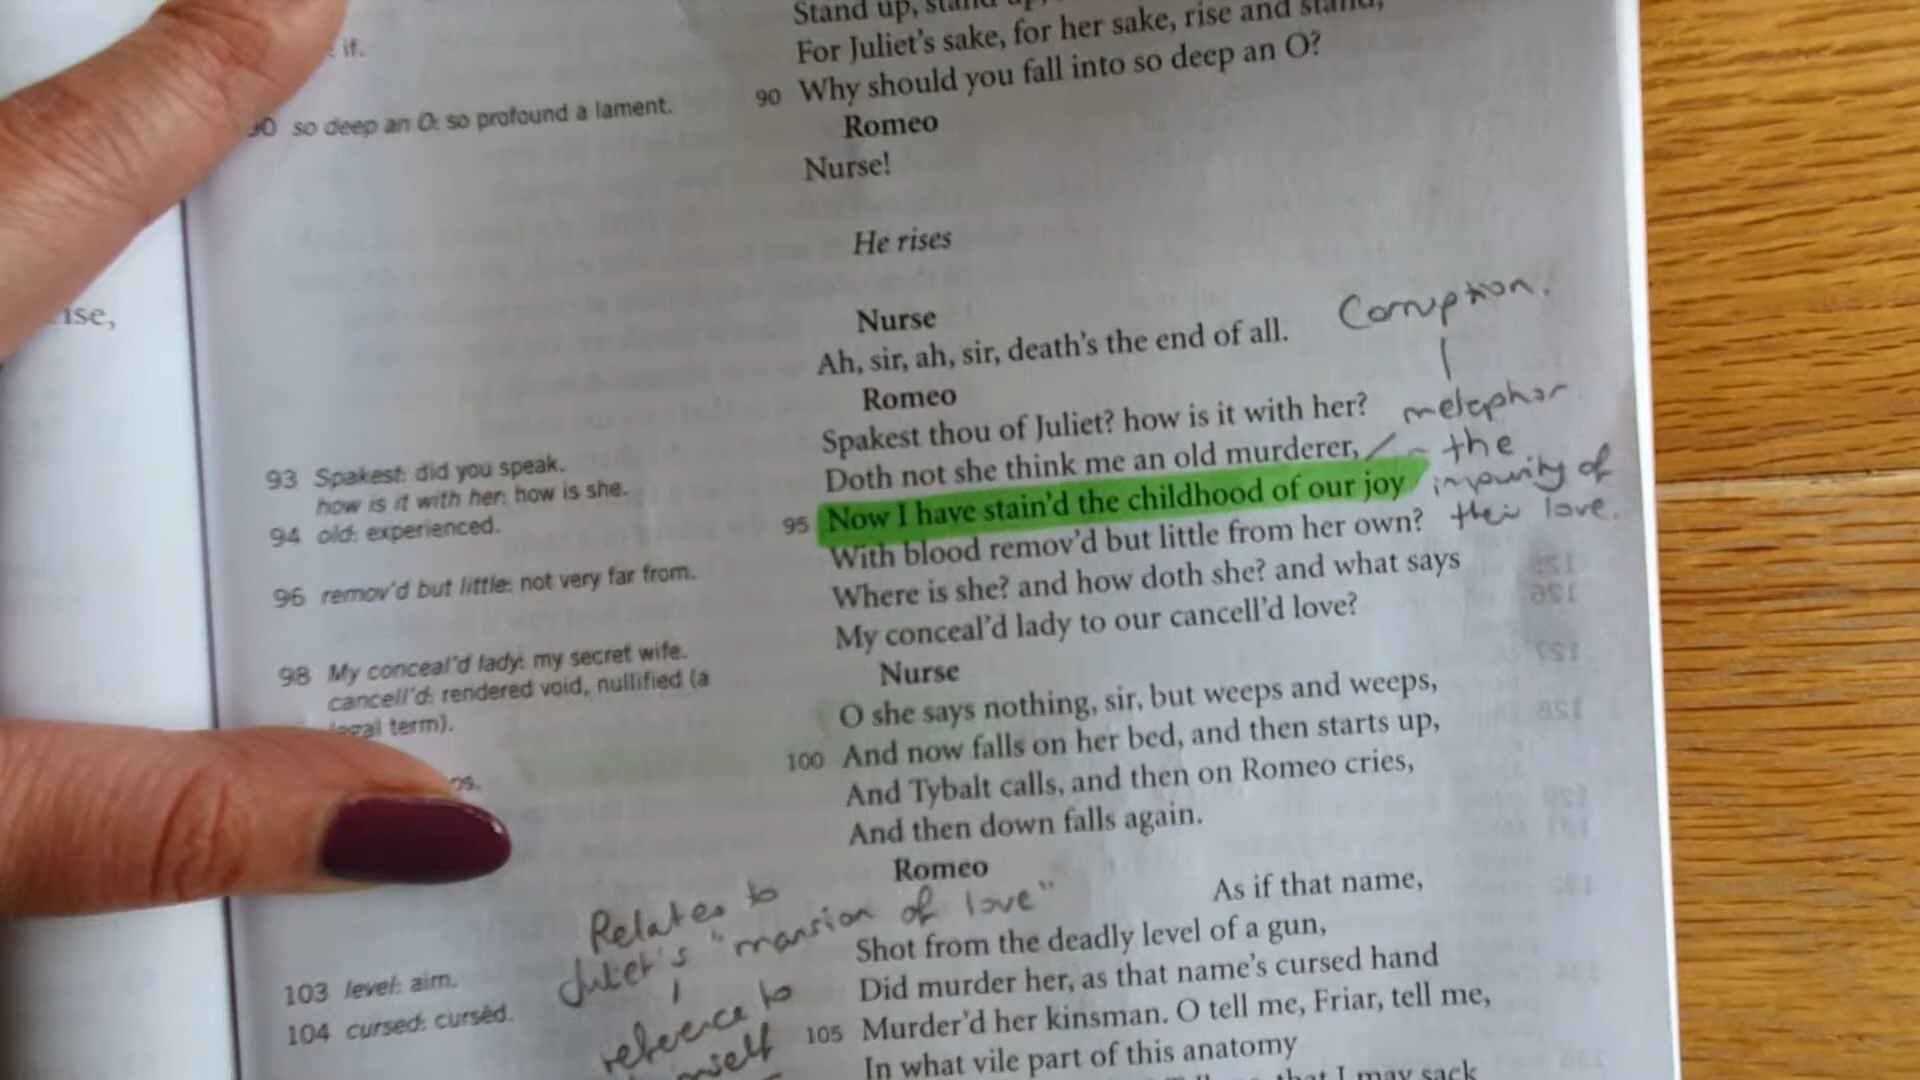 Stand up, stand up,
For Juliet's sake, for her sake, rise and stand,
90 Why should you fall into so deep an O?
Romeo
Nurse!
He rises
Nurse
Ah, sir, ah, sir, death's the end of all.
Romeo
Spakest thou of Juliet? how is it with her?
Doth not she think me an old murderer,
95 Now I have stain'd the childhood of our joy
With blood remov'd but little from her own?
Where is she? and how doth she? and what says
My conceal'd lady to our cancell'd love?
Nurse
O she says nothing, sir, but weeps and weeps,
100 And now falls on her bed, and then starts up,
And Tybalt calls, and then on Romeo cries,
And then down falls again.
Romeo
As if that name,
Shot from the deadly level of a gun,
Did murder her, as that name's cursed hand
105 Murder'd her kinsman. O tell me, Friar, tell me,
In what vile part of this anatomy
that I may sack
if.
90 so deep an O: so profound a lament.
93 Spakest: did you speak.
how is it with her: how is she.
94 old: experienced.
96 remov'd but little: not very far from.
98 My conceal'd lady: my secret wife.
cancell'd: rendered void, nullified (a
legal term).
103 level: aim.
104 cursed: cursèd.
Corruption.
metephor
- the
impurity of
their love.
Relates to
Juliet's "mansion of love"
reference to